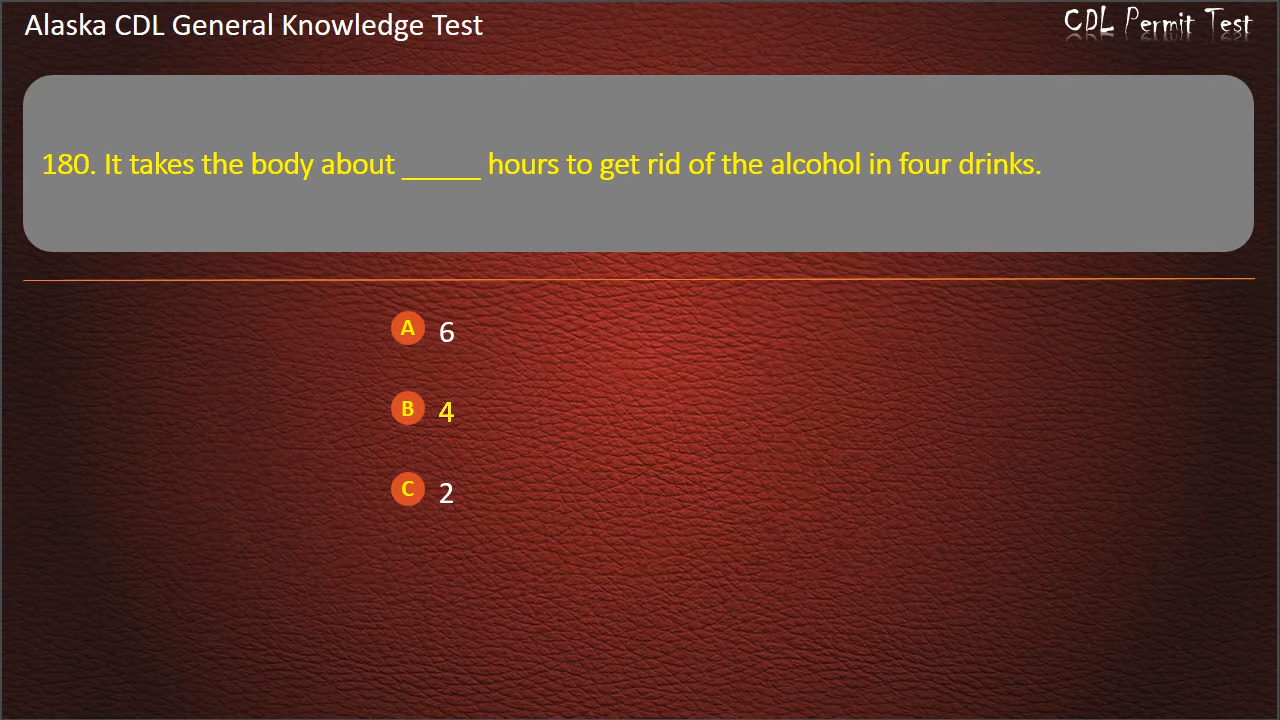 Alaska CDL General Knowledge Test
CDL Permit Test
180. It takes the body about _____ hours to get rid of the alcohol in four drinks.
A 6
B 4
C 2